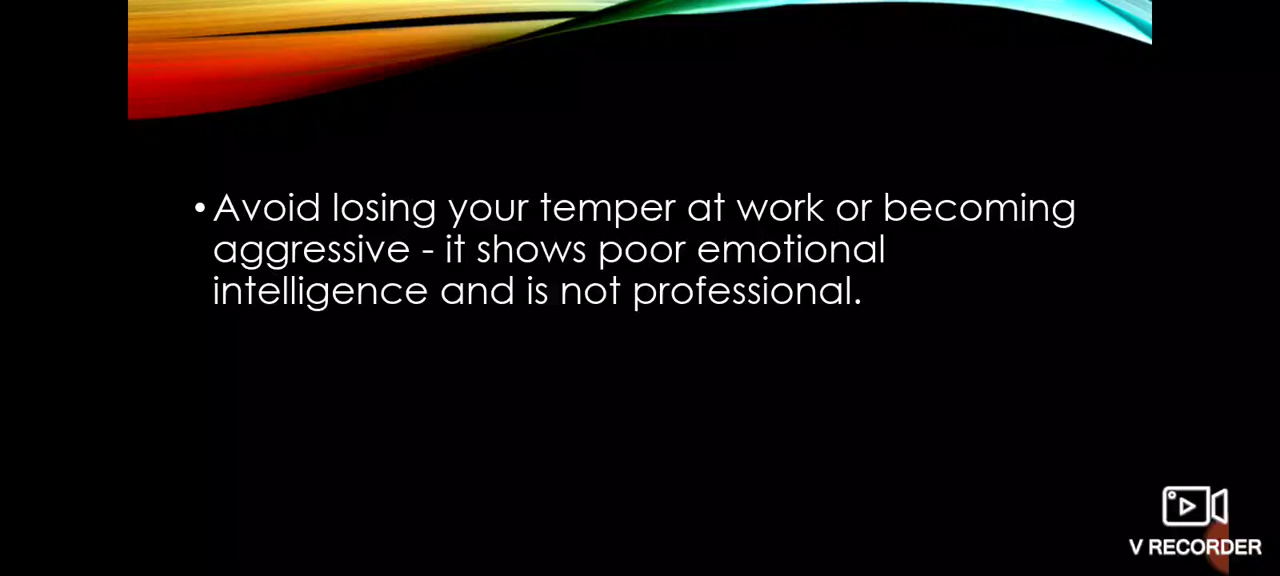 • Avoid losing your temper at work or becoming
aggressive - it shows poor emotional
intelligence and is not professional.
V RECORDER